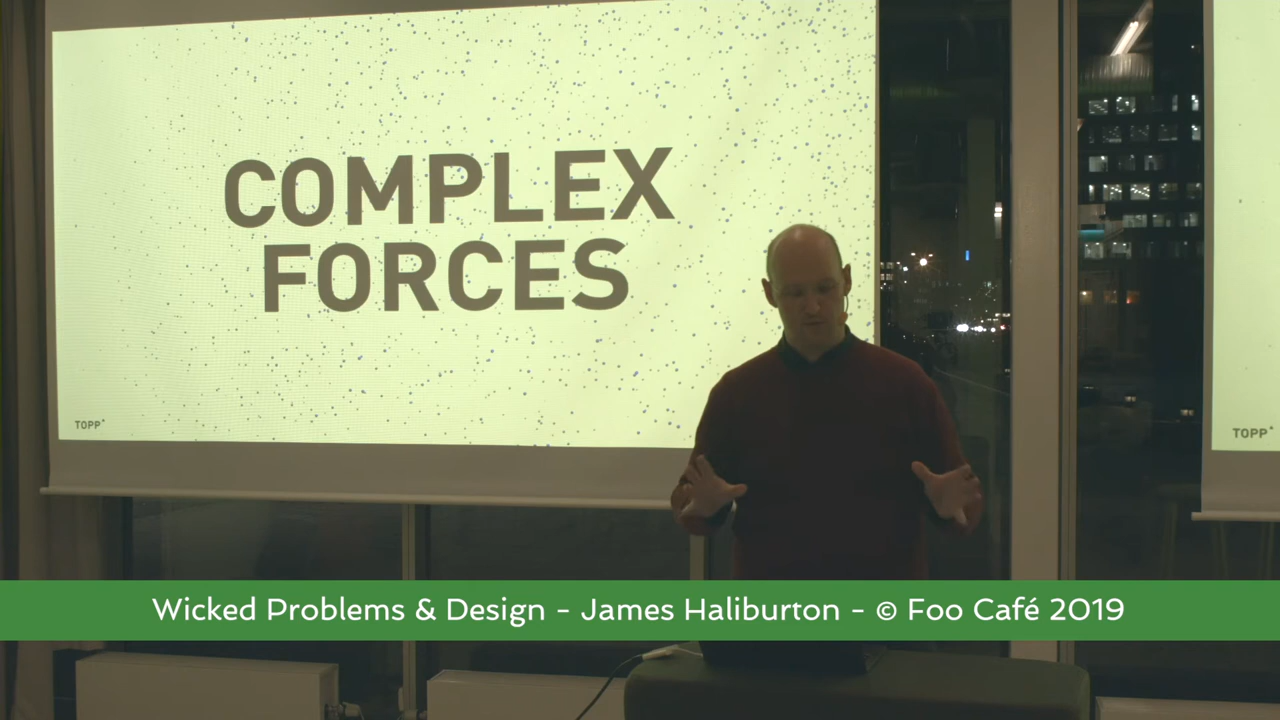 COMPLEX
FORCES
TOPP*
TOPP*
Wicked Problems & Design - James Haliburton - © Foo Café 2019